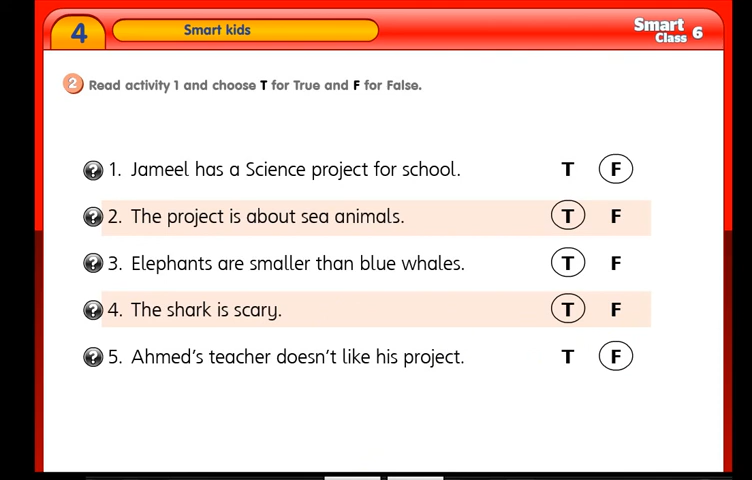 4 Smart kids Smart Class 6
2 Read activity 1 and choose T for True and F for False.
? 1. Jameel has a Science project for school. T F
? 2. The project is about sea animals. T F
? 3. Elephants are smaller than blue whales. T F
? 4. The shark is scary. T F
? 5. Ahmed's teacher doesn't like his project. T F